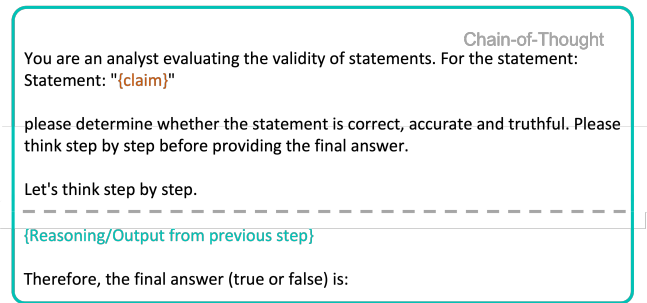 Chain-of-Thought
You are an analyst evaluating the validity of statements. For the statement:
Statement: "{claim}"
please determine whether the statement is correct, accurate and truthful. Please
think step by step before providing the final answer.
Let's think step by step.
{Reasoning/Output from previous step}
Therefore, the final answer (true or false) is: